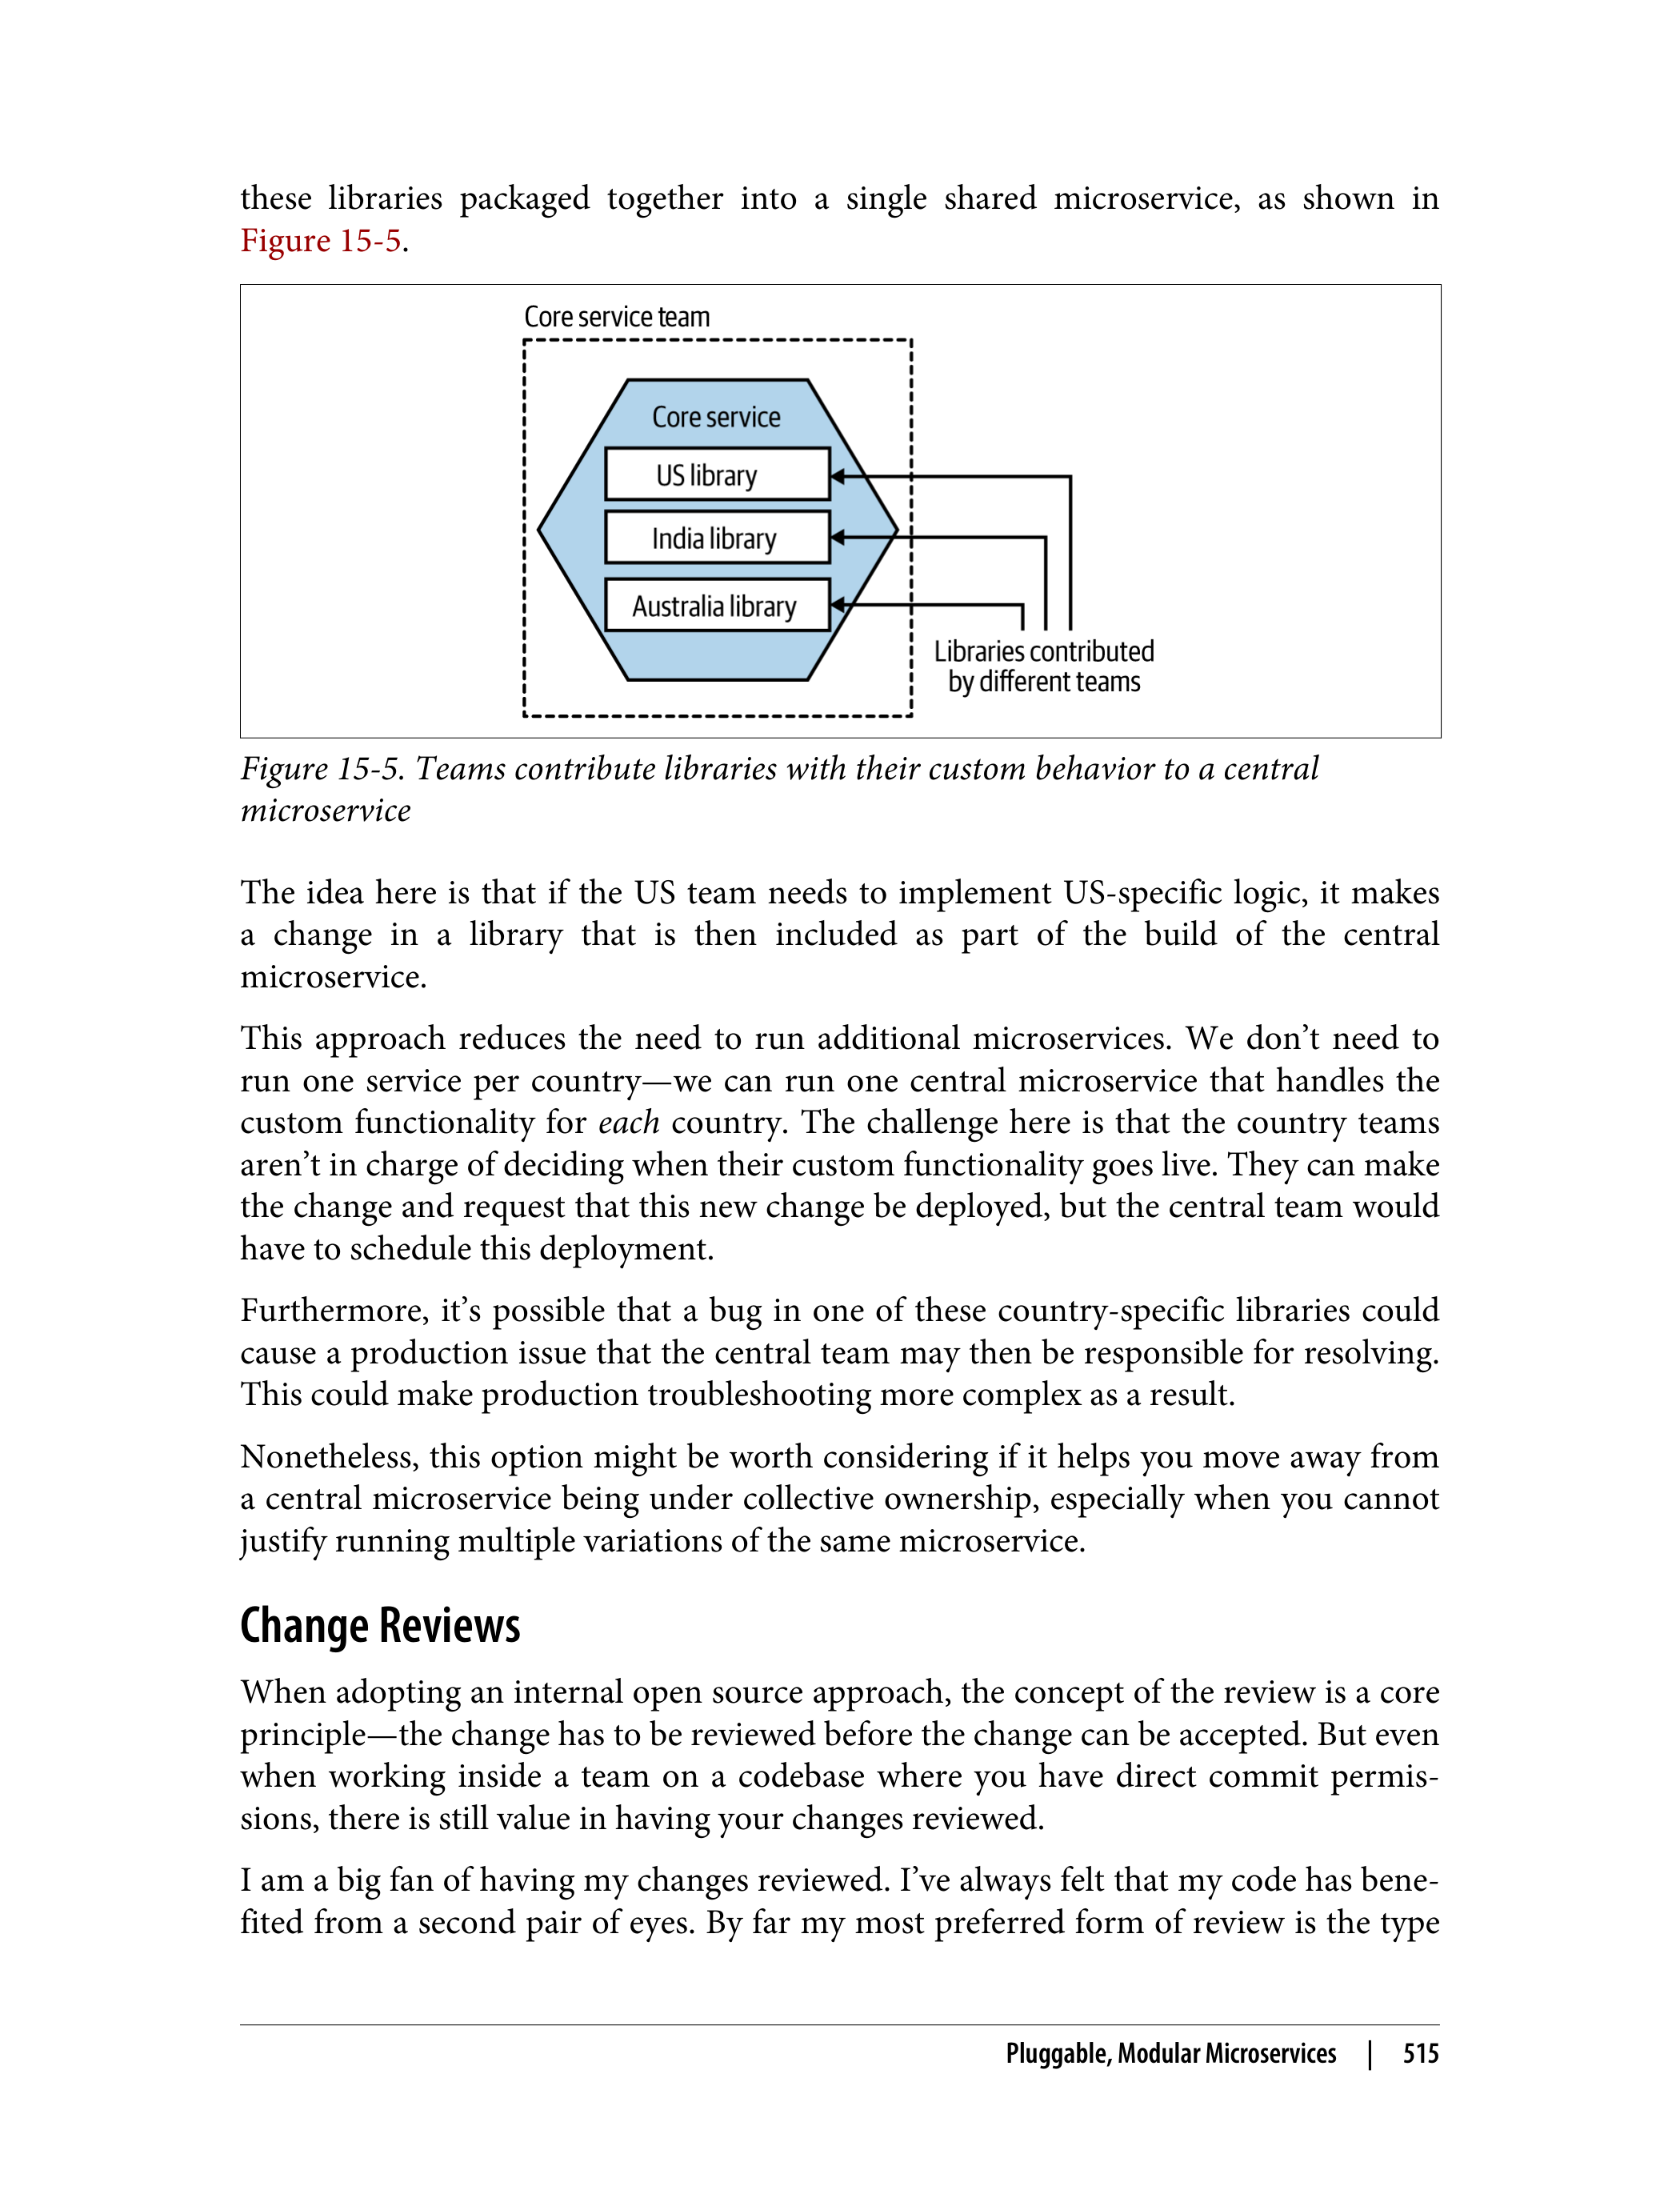 these libraries packaged together into a single shared microservice, as shown in
Figure 15-5.
Core service team
Core service
US library
India library
Australia library
Libraries contributed
by different teams
Figure 15-5. Teams contribute libraries with their custom behavior to a central
microservice
The idea here is that if the US team needs to implement US-specific logic, it makes
a change in a library that is then included as part of the build of the central
microservice.
This approach reduces the need to run additional microservices. We don’t need to
run one service per country—we can run one central microservice that handles the
custom functionality for each country. The challenge here is that the country teams
aren’t in charge of deciding when their custom functionality goes live. They can make
the change and request that this new change be deployed, but the central team would
have to schedule this deployment.
Furthermore, it’s possible that a bug in one of these country-specific libraries could
cause a production issue that the central team may then be responsible for resolving.
This could make production troubleshooting more complex as a result.
Nonetheless, this option might be worth considering if it helps you move away from
a central microservice being under collective ownership, especially when you cannot
justify running multiple variations of the same microservice.
Change Reviews
When adopting an internal open source approach, the concept of the review is a core
principle—the change has to be reviewed before the change can be accepted. But even
when working inside a team on a codebase where you have direct commit permis-
sions, there is still value in having your changes reviewed.
I am a big fan of having my changes reviewed. I’ve always felt that my code has bene-
fited from a second pair of eyes. By far my most preferred form of review is the type
Pluggable, Modular Microservices | 515